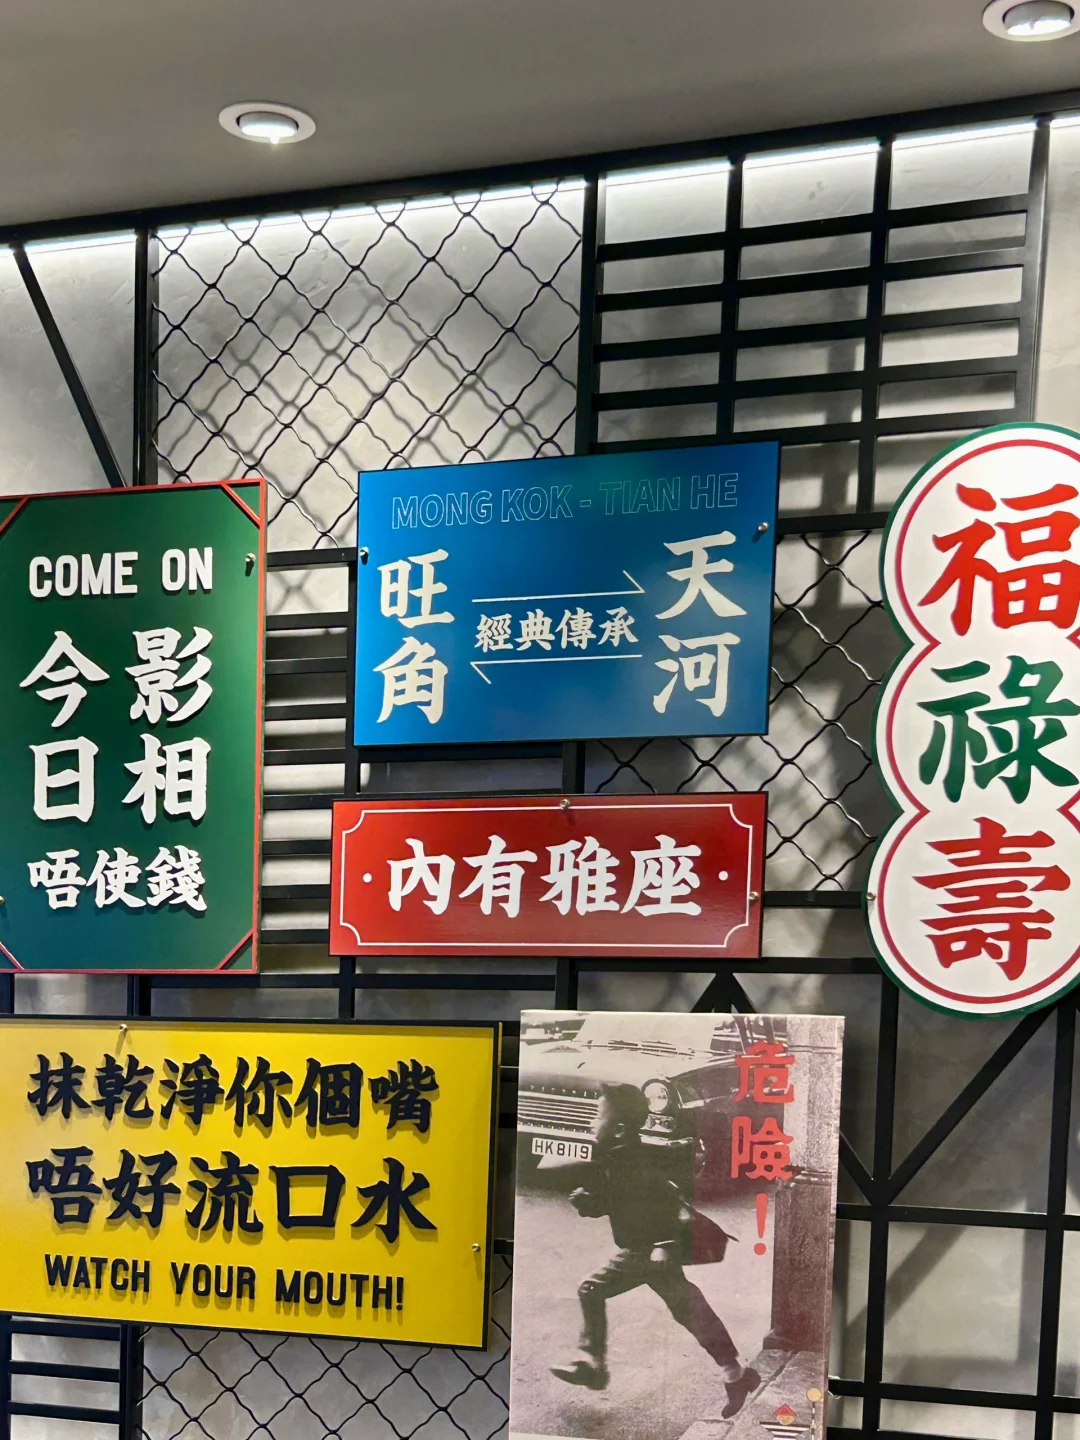 COME ON
今日
影相
唔使錢
MONG KOK - TIAN HE
旺角
經典傳承
天河
內有雅座
福祿壽
抹乾淨你個嘴
唔好流口水
WATCH YOUR MOUTH!
危險！
HK8119